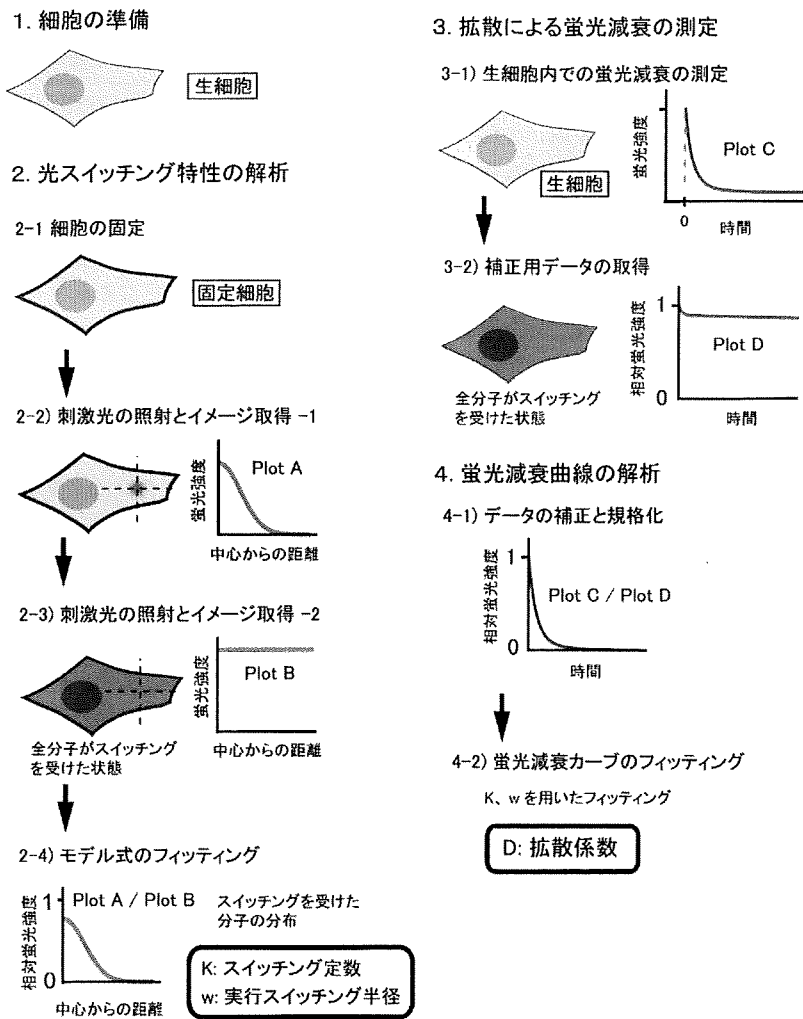 1. 細胞の準備
生細胞
2. 光スイッチング特性の解析
2-1 細胞の固定
固定細胞
2-2) 刺激光の照射とイメージ取得 -1
蛍光強度
Plot A
中心からの距離
2-3) 刺激光の照射とイメージ取得 -2
蛍光強度
Plot B
全分子がスイッチング
を受けた状態
中心からの距離
2-4) モデル式のフィッティング
相対蛍光強度
1
Plot A / Plot B
0
中心からの距離
スイッチングを受けた
分子の分布
K: スイッチング定数
w: 実行スイッチング半径
3. 拡散による蛍光減衰の測定
3-1) 生細胞内での蛍光減衰の測定
生細胞
蛍光強度
Plot C
0
時間
3-2) 補正用データの取得
全分子がスイッチング
を受けた状態
相対蛍光強度
1
Plot D
0
時間
4. 蛍光減衰曲線の解析
4-1) データの補正と規格化
相対蛍光強度
1
Plot C / Plot D
0
時間
4-2) 蛍光減衰カーブのフィッティング
K、w を用いたフィッティング
D: 拡散係数